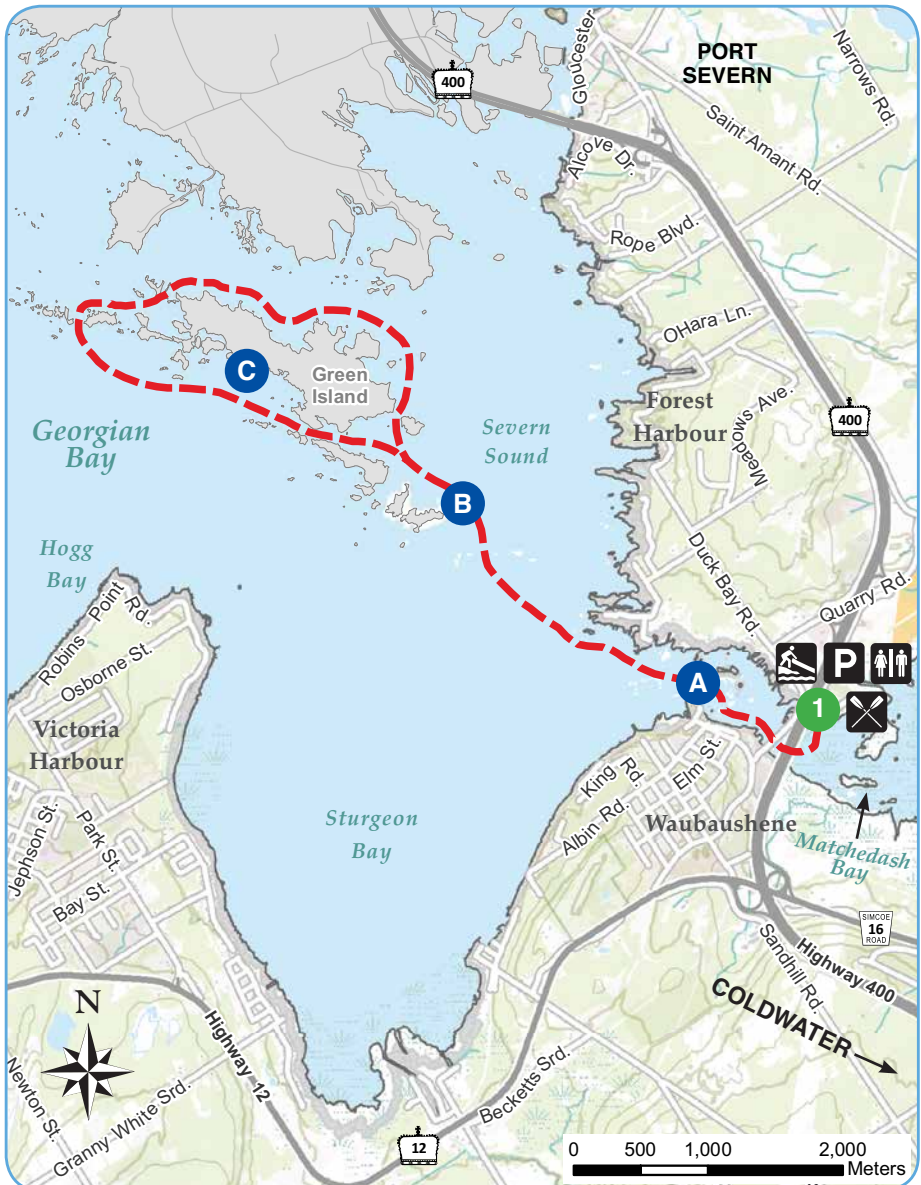 400
PORT
SEVERN
Gloucester
Narrows Rd.
Saint Amant Rd.
Alcove Dr.
Rope Blvd.
OHara Ln.
C
Green
Island
Forest
Harbour
Meadows Ave.
400
Georgian
Bay
Severn
Sound
B
Hogg
Bay
Duck Bay Rd.
Quarry Rd.
Robins Point Rd.
Osborne St.
P
A
1
Victoria
Harbour
King Rd.
Elm St.
Albin Rd.
Waubaushene
Matchedash
Bay
Sturgeon
Bay
Jephson St.
Park St.
Bay St.
SIMCOE
16
ROAD
Sandhill Rd.
Highway 400
COLDWATER
N
Highway 12
Becketts Srd.
Newton St.
Granny White Srd.
12
0 500 1,000 2,000
Meters